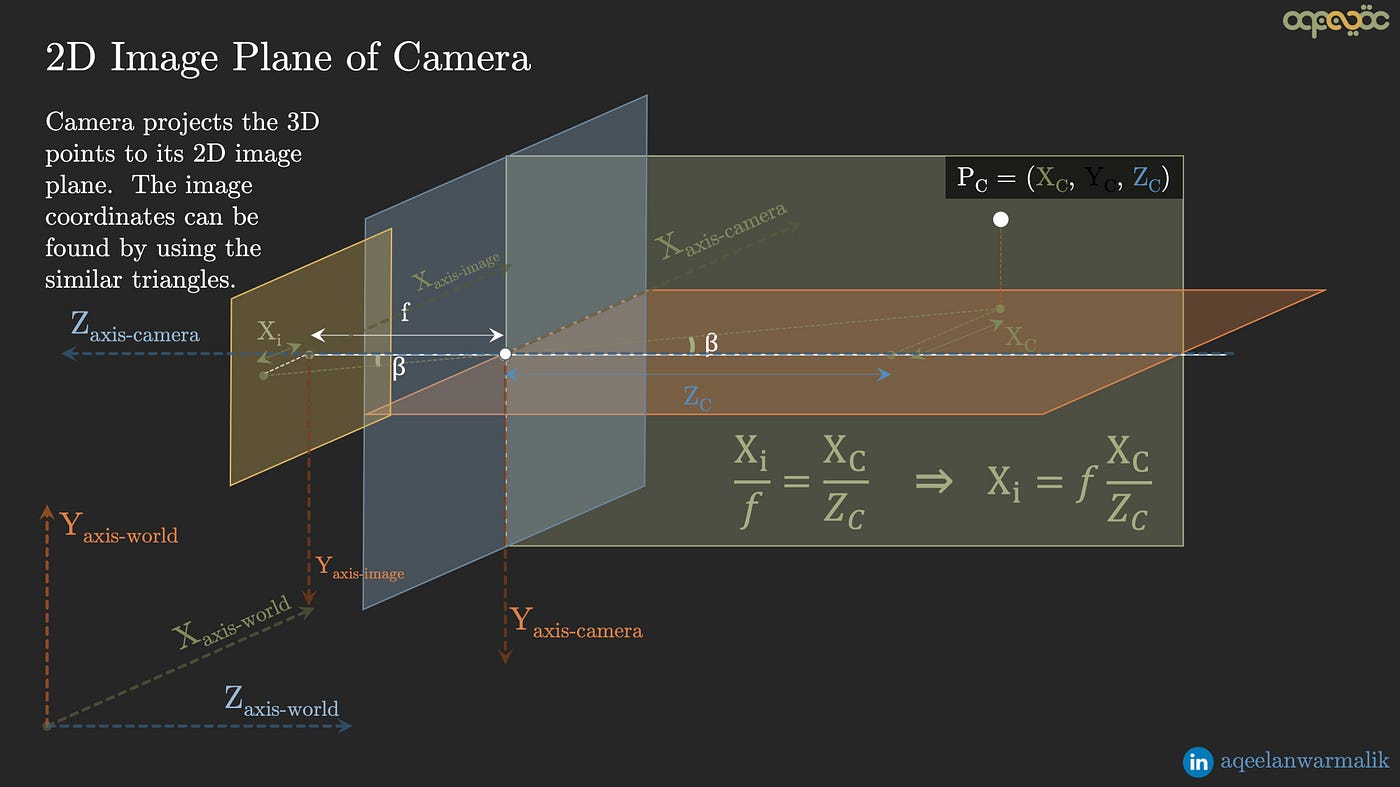 2D Image Plane of Camera
Camera projects the 3D
points to its 2D image
plane. The image
coordinates can be
found by using the
similar triangles.
P_C = (X_C, Y_C, Z_C)
X_axis-camera
X_axis-image
f
Z_axis-camera
X_i
β
β
X_C
Z_C
X_i/f = X_C/Z_C ⇒ X_i = f X_C/Z_C
Y_axis-world
Y_axis-image
X_axis-world
Y_axis-camera
Z_axis-world
in aqeelanwarmalik